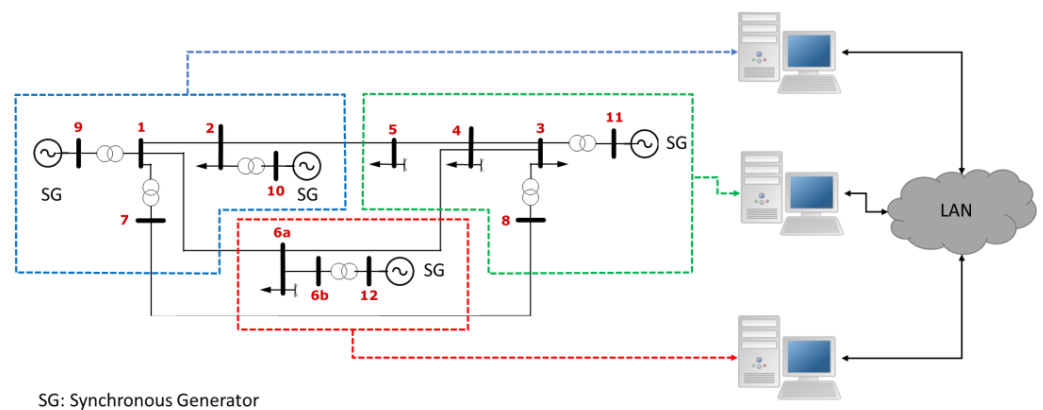 9
1
2
5
4
3
11
SG
SG
10
SG
7
8
6a
SG
6b
12
LAN
SG: Synchronous Generator